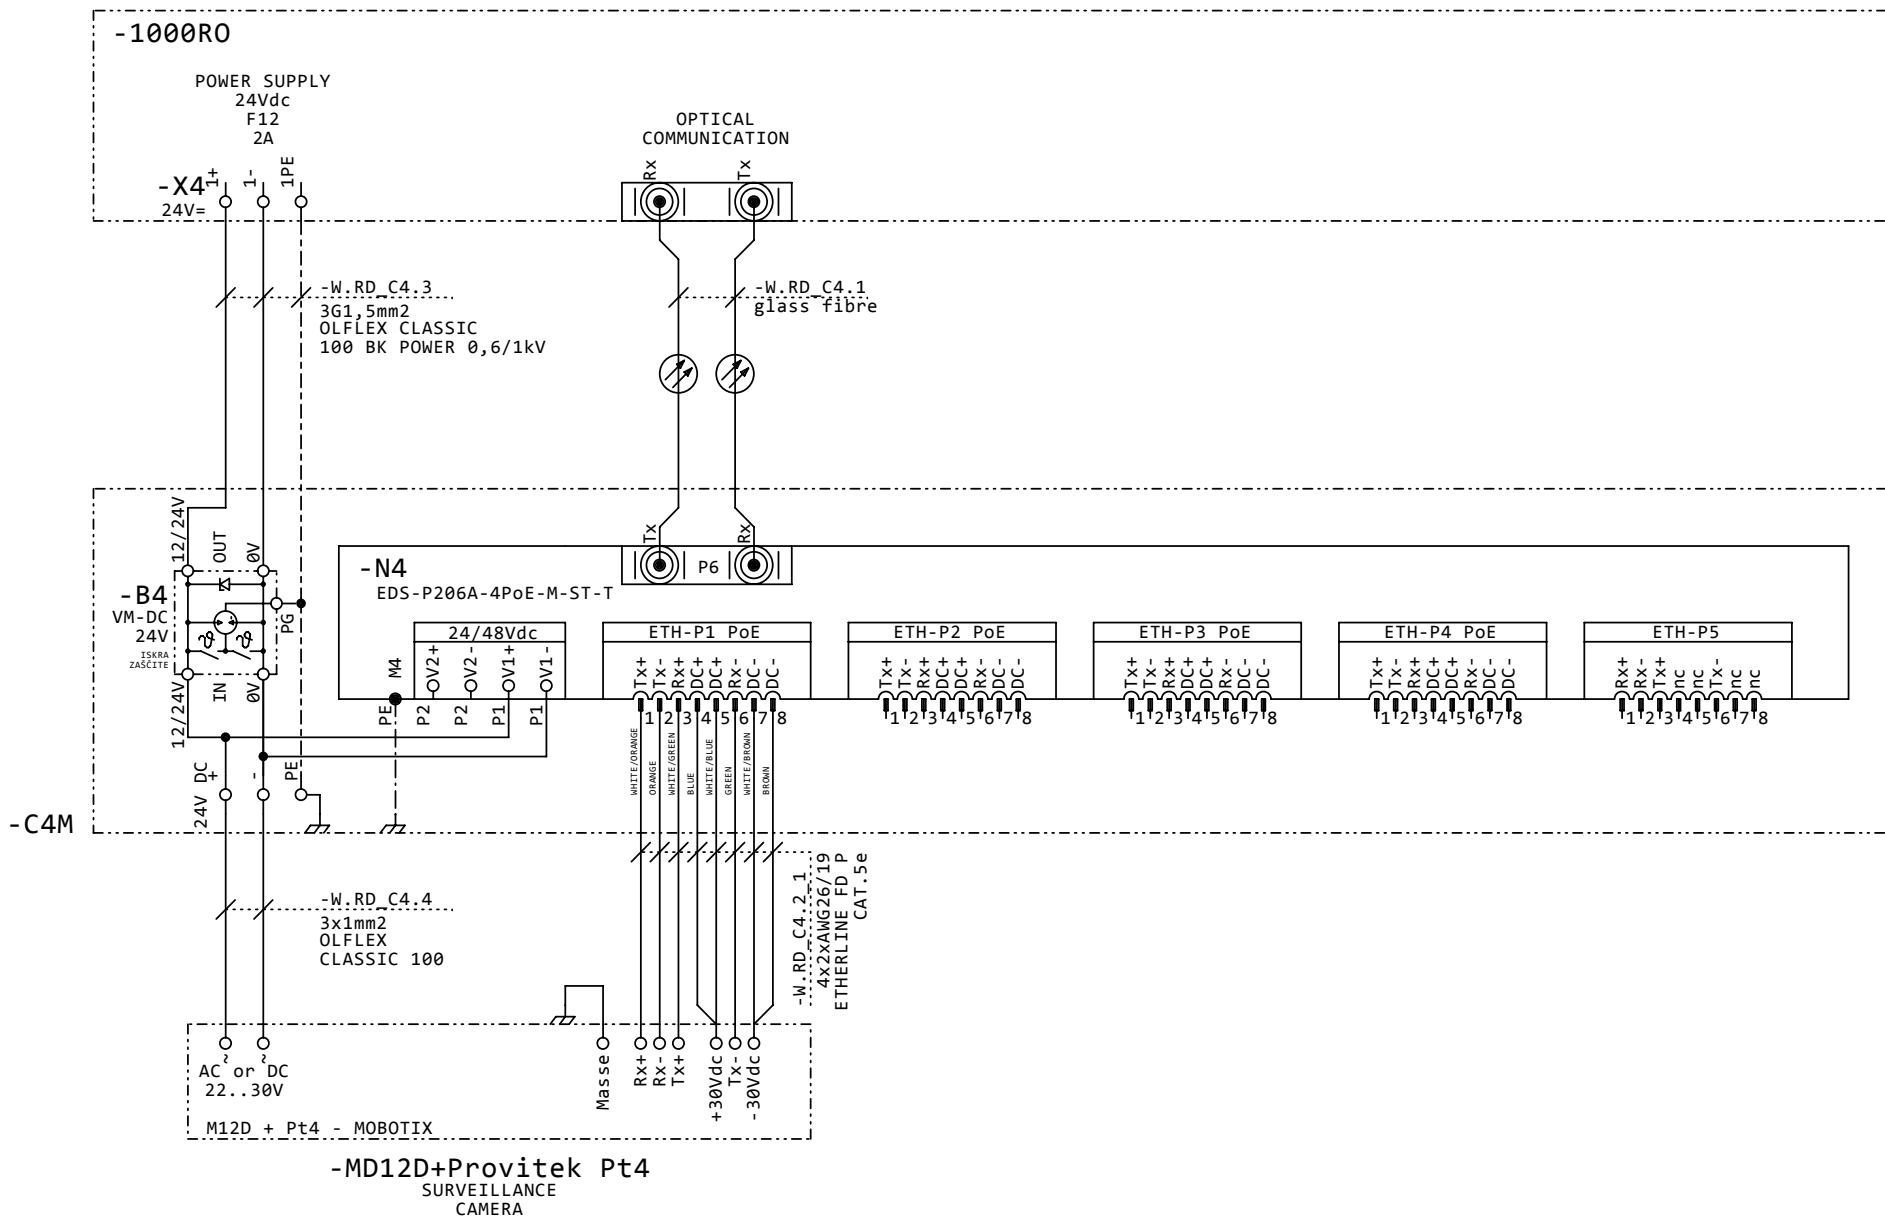 -1000RO
POWER SUPPLY
24Vdc
F12
2A
OPTICAL
COMMUNICATION
-X4
24V=
1+
1-
1PE
Rx
Tx
-W.RD_C4.3
3G1,5mm2
OLFLEX CLASSIC
100 BK POWER 0,6/1kV
-W.RD_C4.1
glass fibre
-C4M
12/24V
OUT
0V
-B4
VM-DC
24V
ISKRA
ZAŠČITE
PG
12/24V
IN
0V
24V DC
+
-
PE
-N4
EDS-P206A-4PoE-M-ST-T
Tx
P6
Rx
M4
PE
24/48Vdc
V2+
V2-
V1+
V1-
P2
P2
P1
P1
ETH-P1 PoE
Tx+
Tx-
Rx+
DC+
DC+
Rx-
DC-
DC-
1 2 3 4 5 6 7 8
WHITE/ORANGE
ORANGE
WHITE/GREEN
BLUE
WHITE/BLUE
GREEN
WHITE/BROWN
BROWN
ETH-P2 PoE
Tx+
Tx-
Rx+
DC+
DC+
Rx-
DC-
DC-
1 2 3 4 5 6 7 8
ETH-P3 PoE
Tx+
Tx-
Rx+
DC+
DC+
Rx-
DC-
DC-
1 2 3 4 5 6 7 8
ETH-P4 PoE
Tx+
Tx-
Rx+
DC+
DC+
Rx-
DC-
DC-
1 2 3 4 5 6 7 8
ETH-P5
Rx+
Rx-
Tx+
nc
nc
Tx-
nc
nc
1 2 3 4 5 6 7 8
-W.RD_C4.4
3x1mm2
OLFLEX
CLASSIC 100
-W.RD_C4.2_1
4x2xAWG26/19
ETHERLINE FD P
CAT.5e
~
~
AC or DC
22..30V
Masse
Rx+
Rx-
Tx+
+30Vdc
Tx-
-30Vdc
M12D + Pt4 - MOBOTIX
-MD12D+Provitek Pt4
SURVEILLANCE
CAMERA